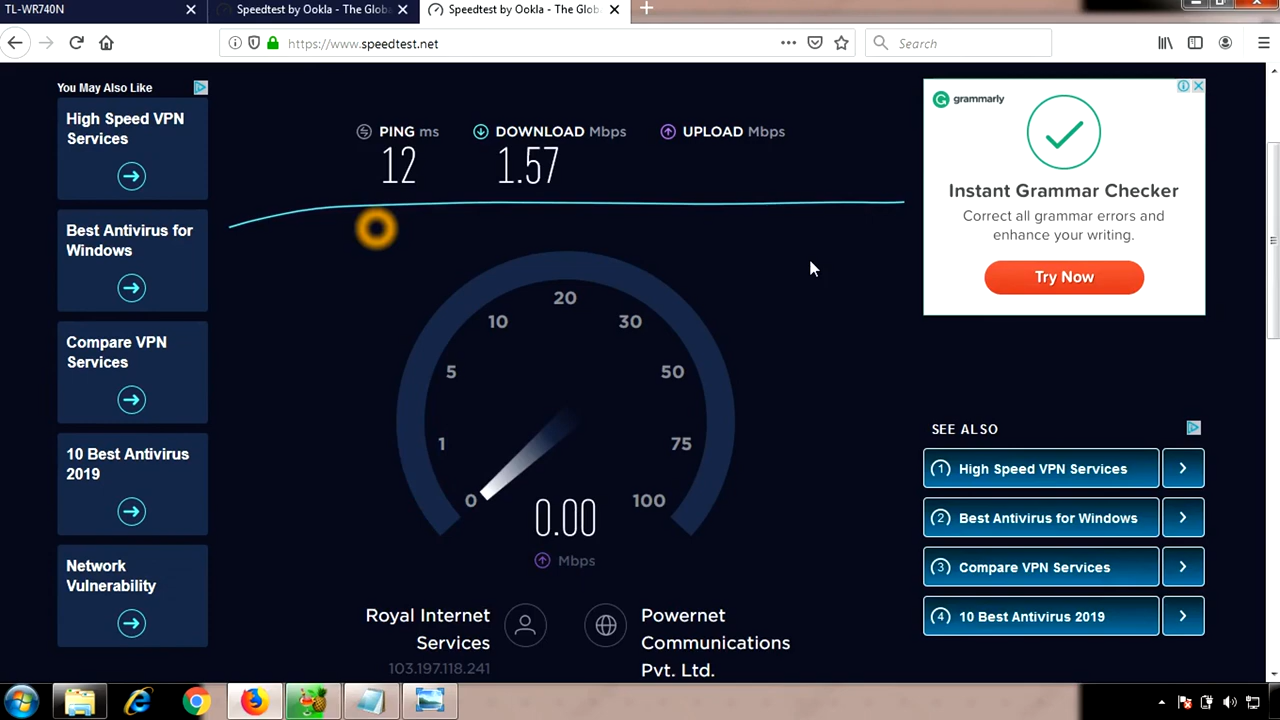 TL-WR740N
Speedtest by Ookla - The Globa
Speedtest by Ookla - The Globa
https://www.speedtest.net
Search
You May Also Like
High Speed VPN
Services
Best Antivirus for
Windows
Compare VPN
Services
10 Best Antivirus
2019
Network
Vulnerability
PING ms
DOWNLOAD Mbps
UPLOAD Mbps
12
1.57
0
1
5
10
20
30
50
75
100
0.00
Mbps
Royal Internet
Services
103.197.118.241
Powernet
Communications
Pvt. Ltd.
grammarly
Instant Grammar Checker
Correct all grammar errors and
enhance your writing.
Try Now
SEE ALSO
1 High Speed VPN Services
2 Best Antivirus for Windows
3 Compare VPN Services
4 10 Best Antivirus 2019